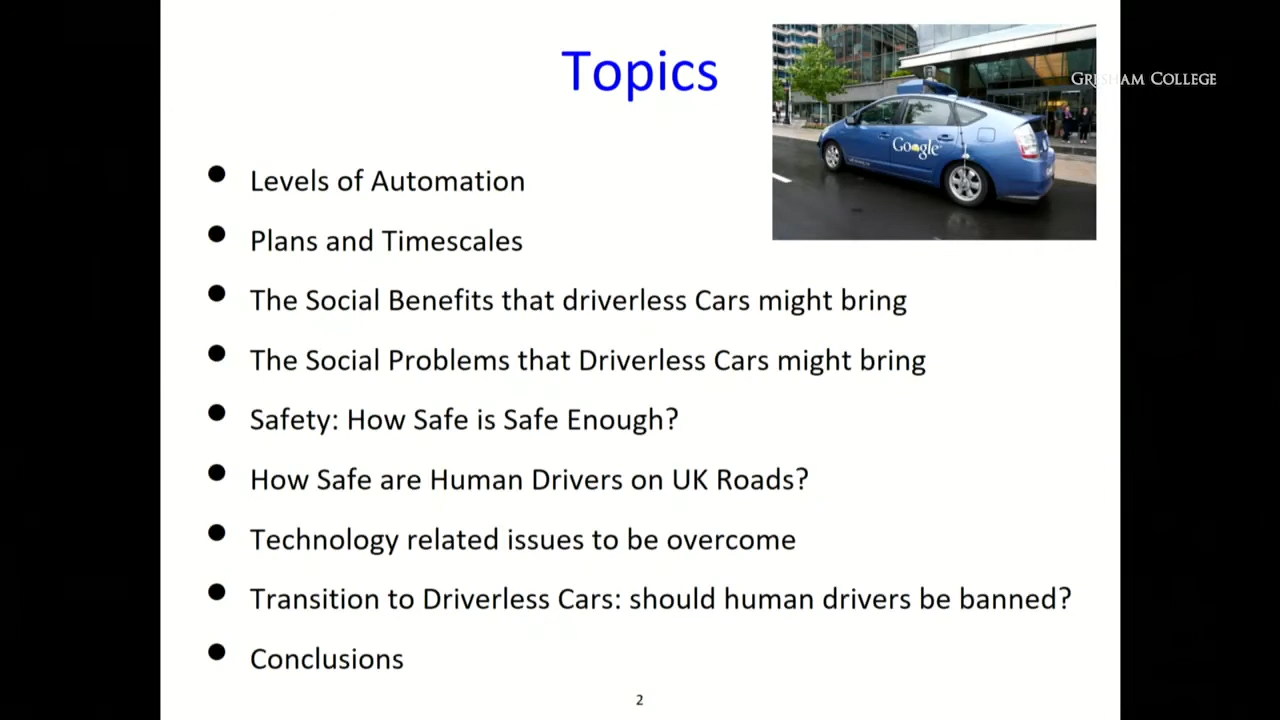 Topics
GRESHAM COLLEGE
Google
Levels of Automation
Plans and Timescales
The Social Benefits that driverless Cars might bring
The Social Problems that Driverless Cars might bring
Safety: How Safe is Safe Enough?
How Safe are Human Drivers on UK Roads?
Technology related issues to be overcome
Transition to Driverless Cars: should human drivers be banned?
Conclusions
2